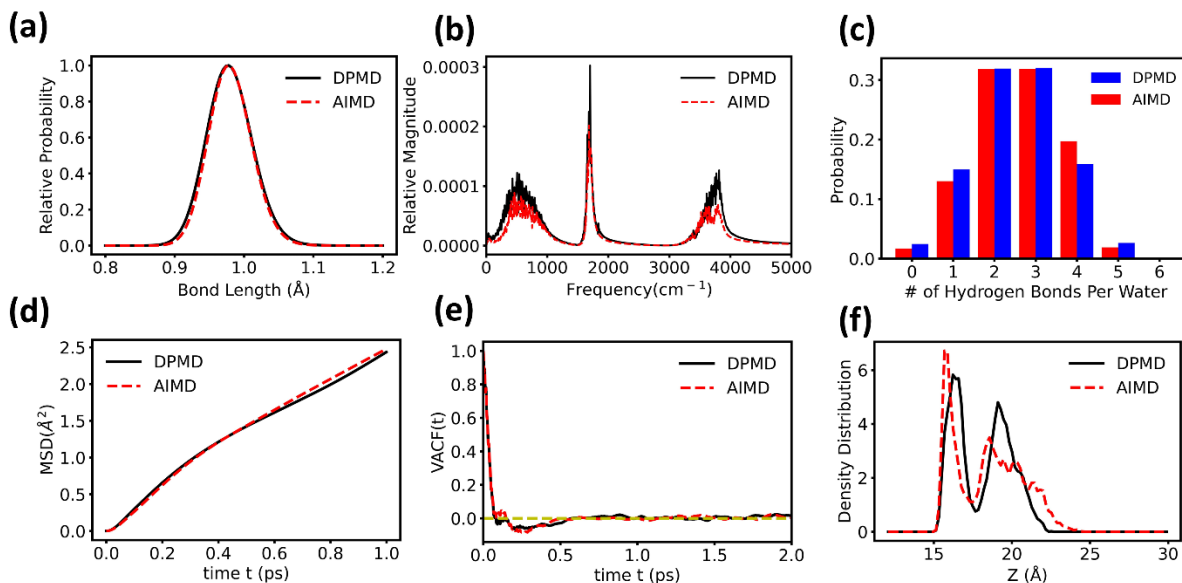 (a)
Relative Probability
1.0
0.8
0.6
0.4
0.2
0.0
DPMD
AIMD
0.8 0.9 1.0 1.1 1.2
Bond Length (Å)
(b)
Relative Magnitude
0.0003
0.0002
0.0001
0.0000
DPMD
AIMD
0 1000 2000 3000 4000 5000
Frequency(cm⁻¹)
(c)
Probability
0.3
0.2
0.1
0.0
DPMD
AIMD
0 1 2 3 4 5 6
# of Hydrogen Bonds Per Water
(d)
MSD(Å²)
2.5
2.0
1.5
1.0
0.5
0.0
DPMD
AIMD
0.0 0.2 0.4 0.6 0.8 1.0
time t (ps)
(e)
VACF(t)
1.0
0.8
0.6
0.4
0.2
0.0
DPMD
AIMD
0.0 0.5 1.0 1.5 2.0
time t (ps)
(f)
Density Distribution
6
4
2
0
DPMD
AIMD
15 20 25 30
Z (Å)